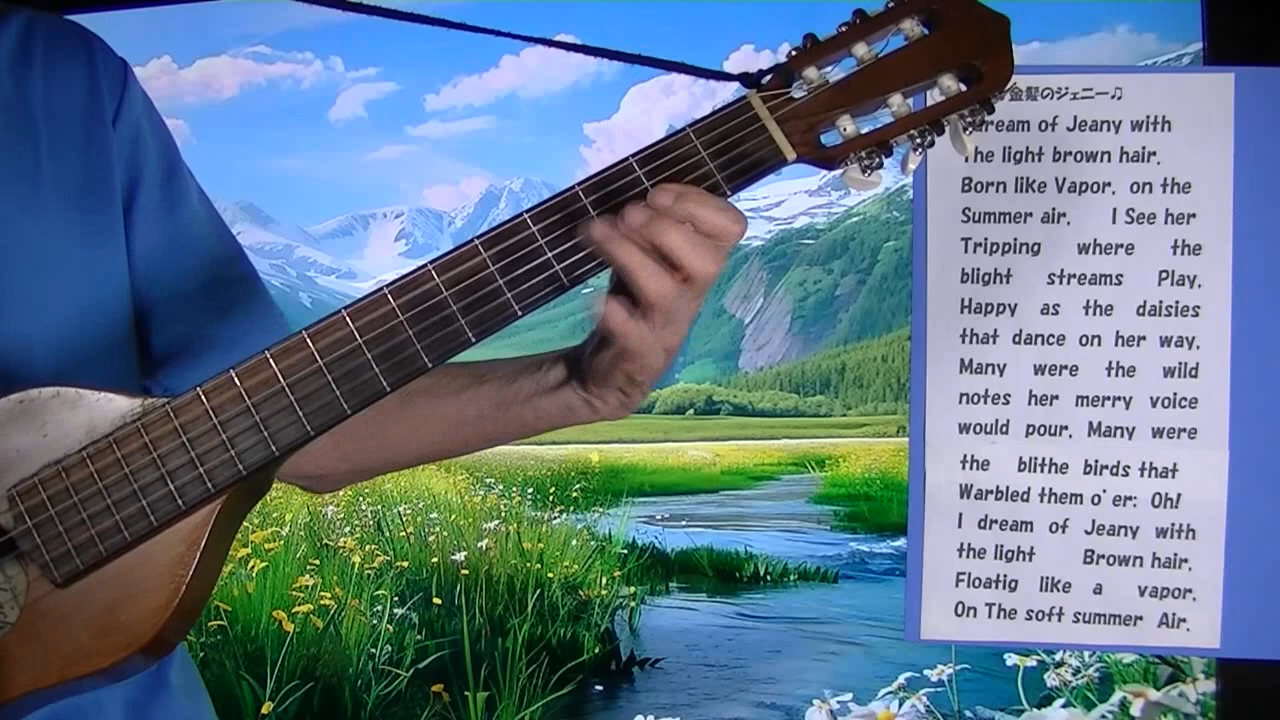 金髪のジェニー♫
dream of Jeany with
The light brown hair,
Born like Vapor, on the
Summer air, I See her
Tripping where the
blight streams Play,
Happy as the daisies
that dance on her way,
Many were the wild
notes her merry voice
would pour, Many were
the blithe birds that
Warbled them o'er: Oh!
I dream of Jeany with
the light Brown hair,
Floatig like a vapor,
On The soft summer Air.